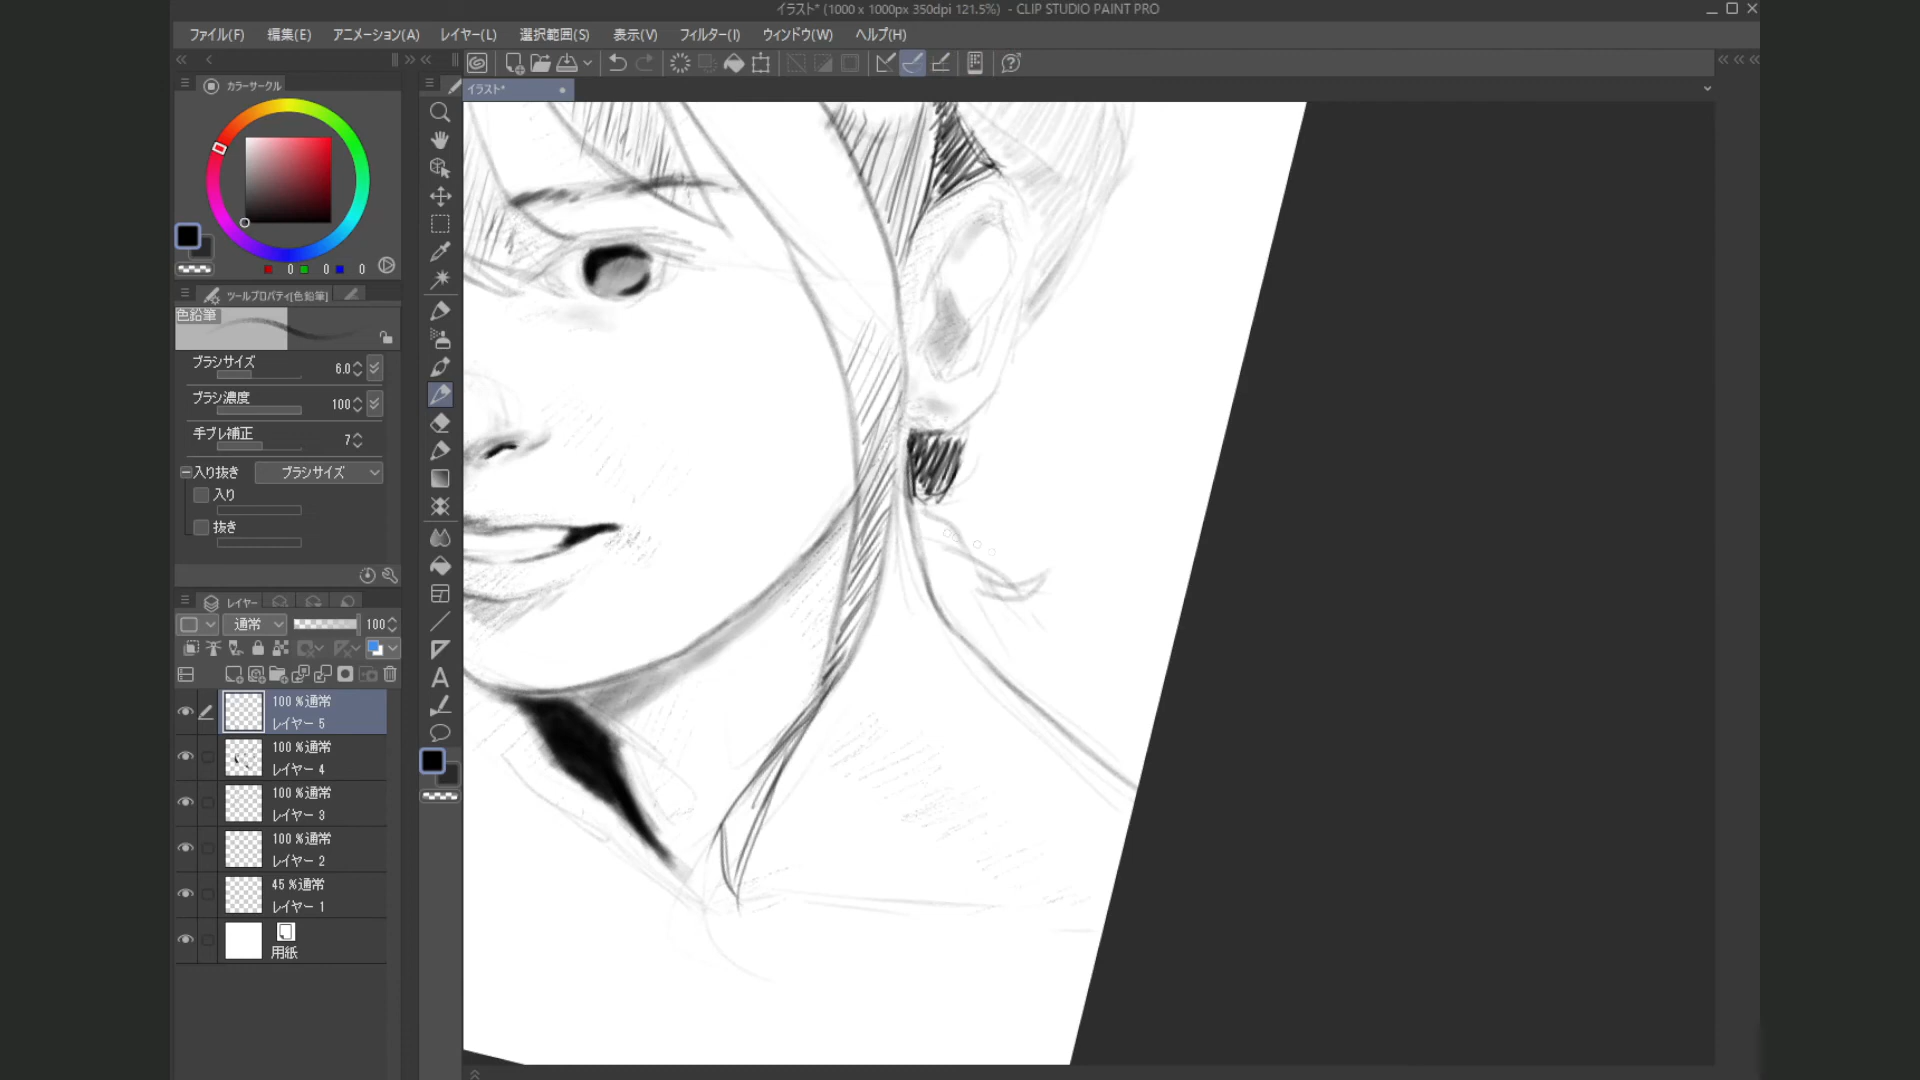 イラスト* (1000 x 1000px 350dpi 121.5%) - CLIP STUDIO PAINT PRO
ファイル(F) 編集(E) アニメーション(A) レイヤー(L) 選択範囲(S) 表示(V) フィルター(I) ウィンドウ(W) ヘルプ(H)
カラーサークル
イラスト*
0 0 0
ツールプロパティ[色鉛筆]
色鉛筆
ブラシサイズ 6.0
ブラシ濃度 100
手ブレ補正 7
入り抜き ブラシサイズ
入り
抜き
レイヤー
通常 100
100 %通常
レイヤー 5
100 %通常
レイヤー 4
100 %通常
レイヤー 3
100 %通常
レイヤー 2
45 %通常
レイヤー 1
用紙